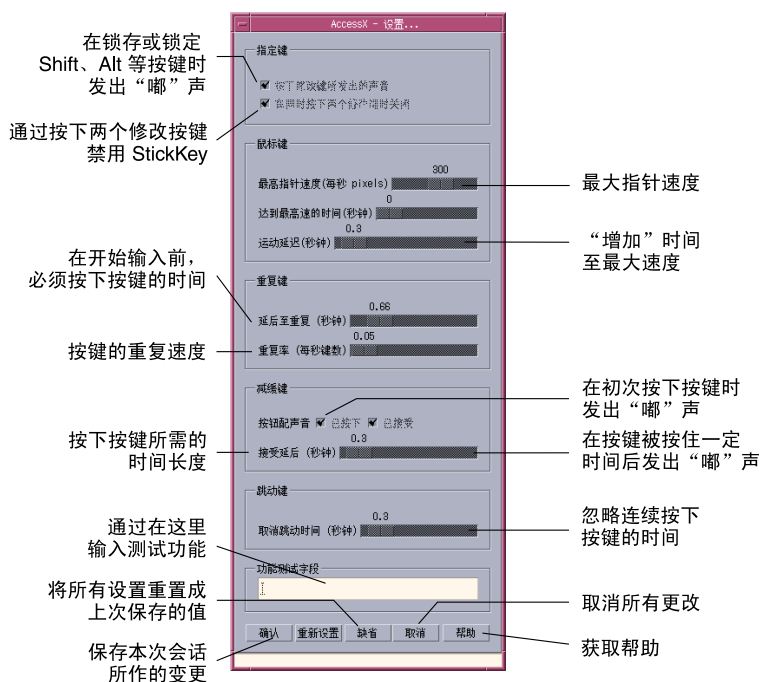 AccessX - 设置...
在锁存或锁定
Shift、Alt 等按键时
发出“嘟”声
通过按下两个修改按键
禁用 StickKey
指定键
按下更改键所发出的声音
在同时按下两个修改键时关闭
鼠标键
300
最高指针速度(每秒 pixels)
0
达到最高速的时间(秒钟)
0.3
运动延迟(秒钟)
最大指针速度
“增加”时间
至最大速度
在开始输入前，
必须按下按键的时间
按键的重复速度
重复键
0.66
延后至重复 (秒钟)
0.05
重复率 (每秒键数)
减缓键
按钮配声音 已按下 已接受
0.3
接受延后 (秒钟)
按下按键所需的
时间长度
在初次按下按键时
发出“嘟”声
在按键被按住一定
时间后发出“嘟”声
跳动键
0.3
取消跳动时间 (秒钟)
忽略连续按下
按键的时间
通过在这里
输入测试功能
功能测试字段
将所有设置重置成
上次保存的值
取消所有更改
确认 重新设置 缺省 取消 帮助
获取帮助
保存本次会话
所作的变更